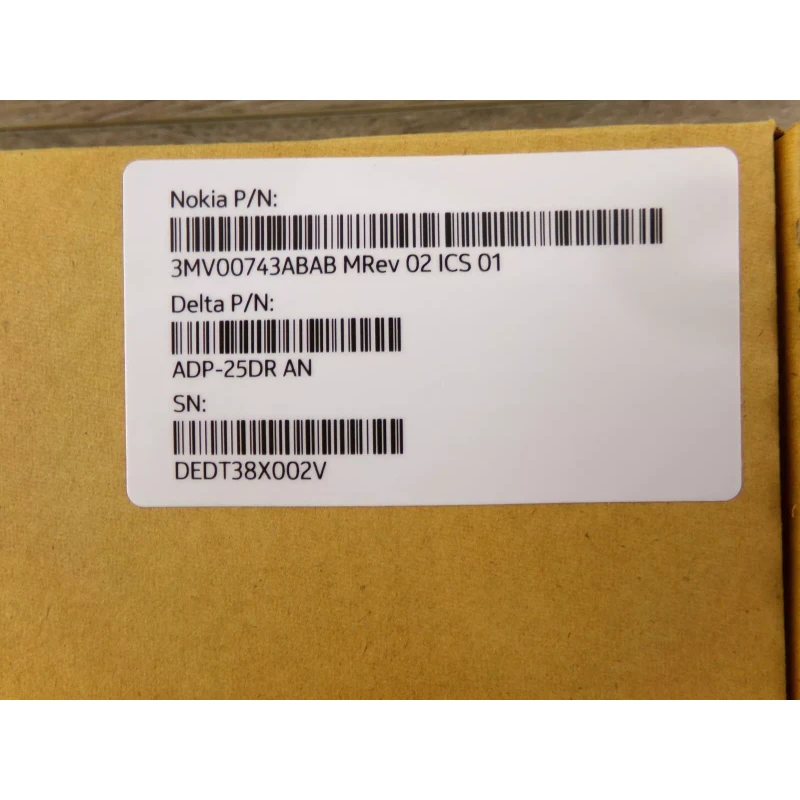 Nokia P/N:
3MV00743ABAB MRev 02 ICS 01
Delta P/N:
ADP-25DR AN
SN:
DEDT38X002V